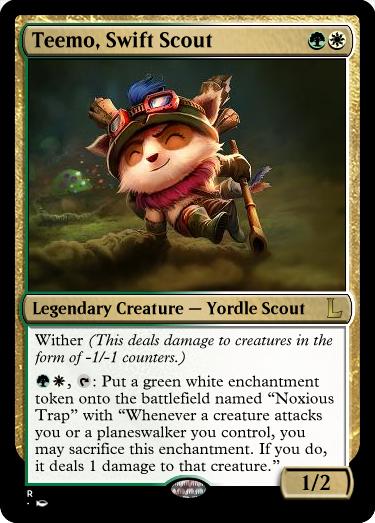 Teemo, Swift Scout
Legendary Creature — Yordle Scout
L
Wither (This deals damage to creatures in the
form of -1/-1 counters.)
, : Put a green white enchantment
token onto the battlefield named “Noxious
Trap” with “Whenever a creature attacks
you or a planeswalker you control, you
may sacrifice this enchantment. If you do,
it deals 1 damage to that creature.”
1/2
R